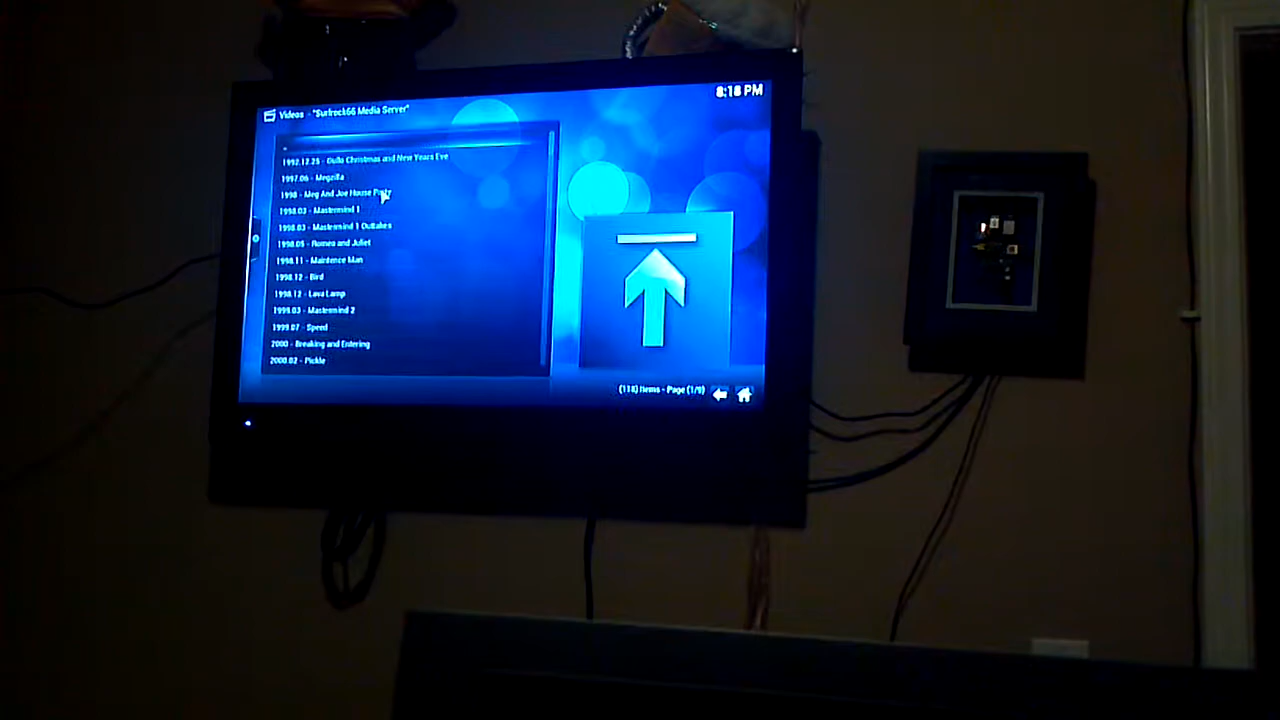 8:18 PM
Videos - "Surfrock66 Media Server"
1992.12.25 - Oullo Christmas and New Years Eve
1997.06 - Megzilla
1998 - Meg And Joe House Party
1998.03 - Mastermind 1
1998.03 - Mastermind 1 Outtakes
1998.05 - Romeo and Juliet
1998.11 - Maintence Man
1998.12 - Bird
1998.12 - Lava Lamp
1999.03 - Mastermind 2
1999.07 - Speed
2000 - Breaking and Entering
2000.02 - Pickle
(118) Items - Page (1/9)